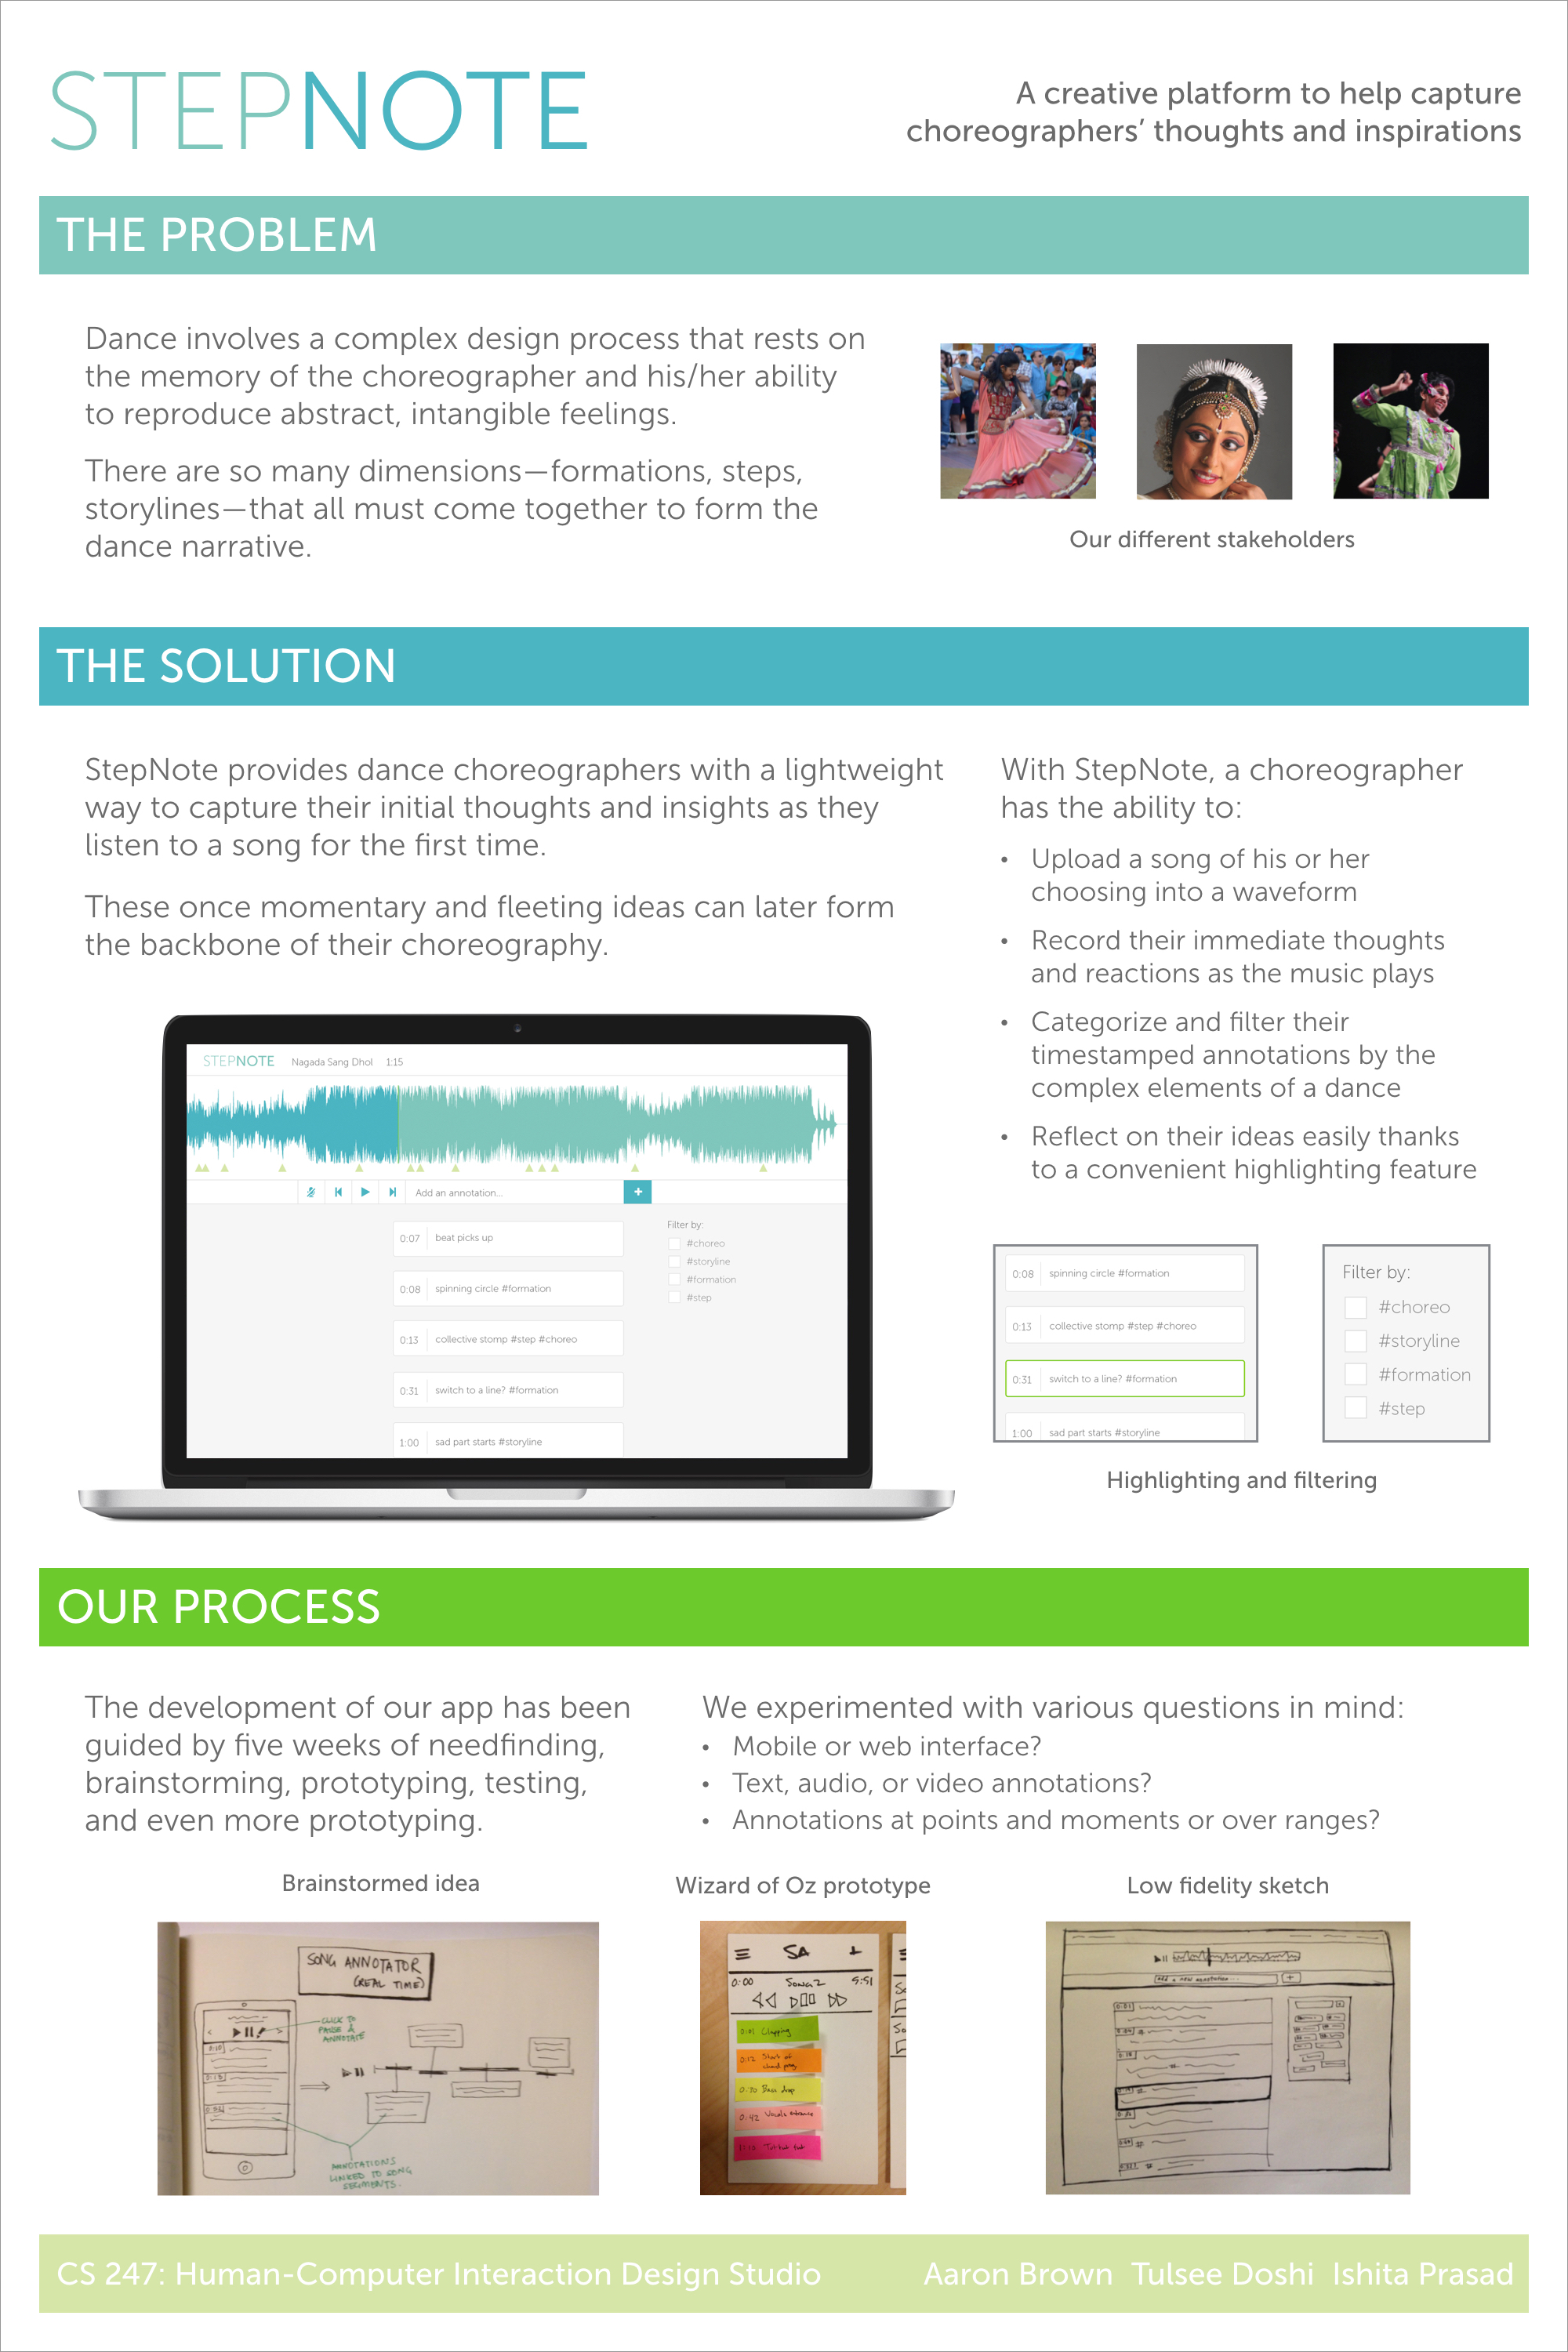 STEPNOTE
A creative platform to help capture
choreographers' thoughts and inspirations
THE PROBLEM
Dance involves a complex design process that rests on
the memory of the choreographer and his/her ability
to reproduce abstract, intangible feelings.
There are so many dimensions—formations, steps,
storylines—that all must come together to form the
dance narrative.
Our different stakeholders
THE SOLUTION
StepNote provides dance choreographers with a lightweight
way to capture their initial thoughts and insights as they
listen to a song for the first time.
These once momentary and fleeting ideas can later form
the backbone of their choreography.
With StepNote, a choreographer
has the ability to:
• Upload a song of his or her
choosing into a waveform
• Record their immediate thoughts
and reactions as the music plays
• Categorize and filter their
timestamped annotations by the
complex elements of a dance
• Reflect on their ideas easily thanks
to a convenient highlighting feature
STEPNOTE Nagada Sang Dhol 1:15
Add an annotation...
+
0:07 beat picks up
0:08 spinning circle #formation
0:13 collective stomp #step #choreo
0:31 switch to a line? #formation
1:00 sad part starts #storyline
Filter by:
#choreo
#storyline
#formation
#step
0:08 spinning circle #formation
0:13 collective stomp #step #choreo
0:31 switch to a line? #formation
1:00 sad part starts #storyline
Filter by:
#choreo
#storyline
#formation
#step
Highlighting and filtering
OUR PROCESS
The development of our app has been
guided by five weeks of needfinding,
brainstorming, prototyping, testing,
and even more prototyping.
We experimented with various questions in mind:
• Mobile or web interface?
• Text, audio, or video annotations?
• Annotations at points and moments or over ranges?
Brainstormed idea
SONG ANNOTATOR
(REAL TIME)
CLICK TO
PAUSE &
ANNOTATE
0:10
ANNOTATIONS
LINKED TO SONG
SEGMENTS.
Wizard of Oz prototype
SA +
0:00 Song 2 5:51
0:01 Clapping
0:12 Start of
0:20 Bass drop
0:42 Vocals entrance
Low fidelity sketch
add a new annotation... +
0:01
CS 247: Human-Computer Interaction Design Studio
Aaron Brown Tulsee Doshi Ishita Prasad